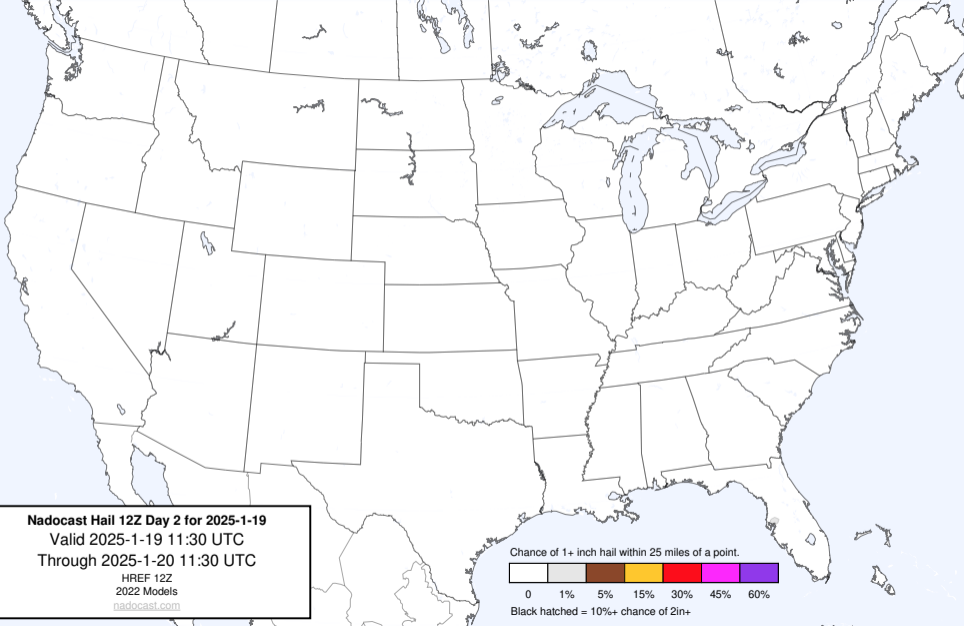 Nadocast Hail 12Z Day 2 for 2025-1-19
Valid 2025-1-19 11:30 UTC
Through 2025-1-20 11:30 UTC
HREF 12Z
2022 Models
nadocast.com
Chance of 1+ inch hail within 25 miles of a point.
0 1% 5% 15% 30% 45% 60%
Black hatched = 10%+ chance of 2in+